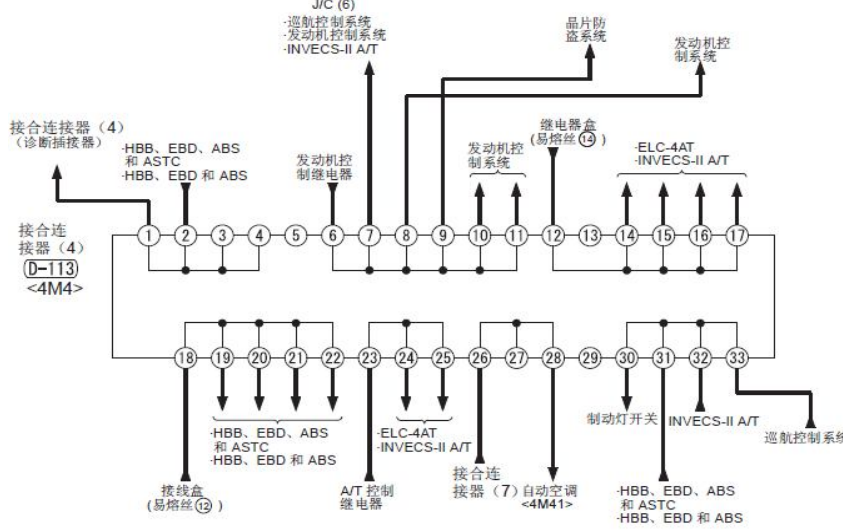 J/C (6)
·巡航控制系统
·发动机控制系统
·INVECS-II A/T
晶片防
盗系统
发动机控
制系统
接合连接器（4）
（诊断插接器）
·HBB、EBD、ABS
和 ASTC
·HBB、EBD 和 ABS
发动机控
制继电器
发动机控
制系统
继电器盒
(易熔丝⑭ )
·ELC-4AT
·INVECS-II A/T
接合连
接器（4）
D-113
<4M4>
1 2 3 4 5 6 7 8 9 10 11 12 13 14 15 16 17
18 19 20 21 22 23 24 25 26 27 28 29 30 31 32 33
·HBB、EBD、ABS
和 ASTC
·HBB、EBD 和 ABS
·ELC-4AT
·INVECS-II A/T
制动灯开关
INVECS-II A/T
巡航控制系统
接线盒
(易熔丝⑫)
A/T 控制
继电器
接合连
接器（7）
自动空调
<4M41>
·HBB、EBD、ABS
和 ASTC
·HBB、EBD 和 ABS